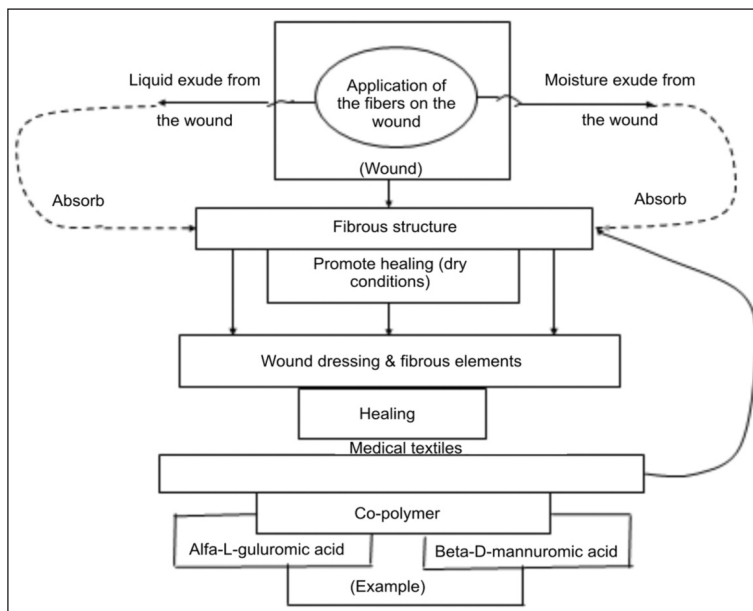 Liquid exude from
the wound
Application of
the fibers on the
wound
Moisture exude from
the wound
(Wound)
Absorb
Absorb
Fibrous structure
Promote healing (dry
conditions)
Wound dressing & fibrous elements
Healing
Medical textiles
Co-polymer
Alfa-L-guluromic acid
Beta-D-mannuromic acid
(Example)